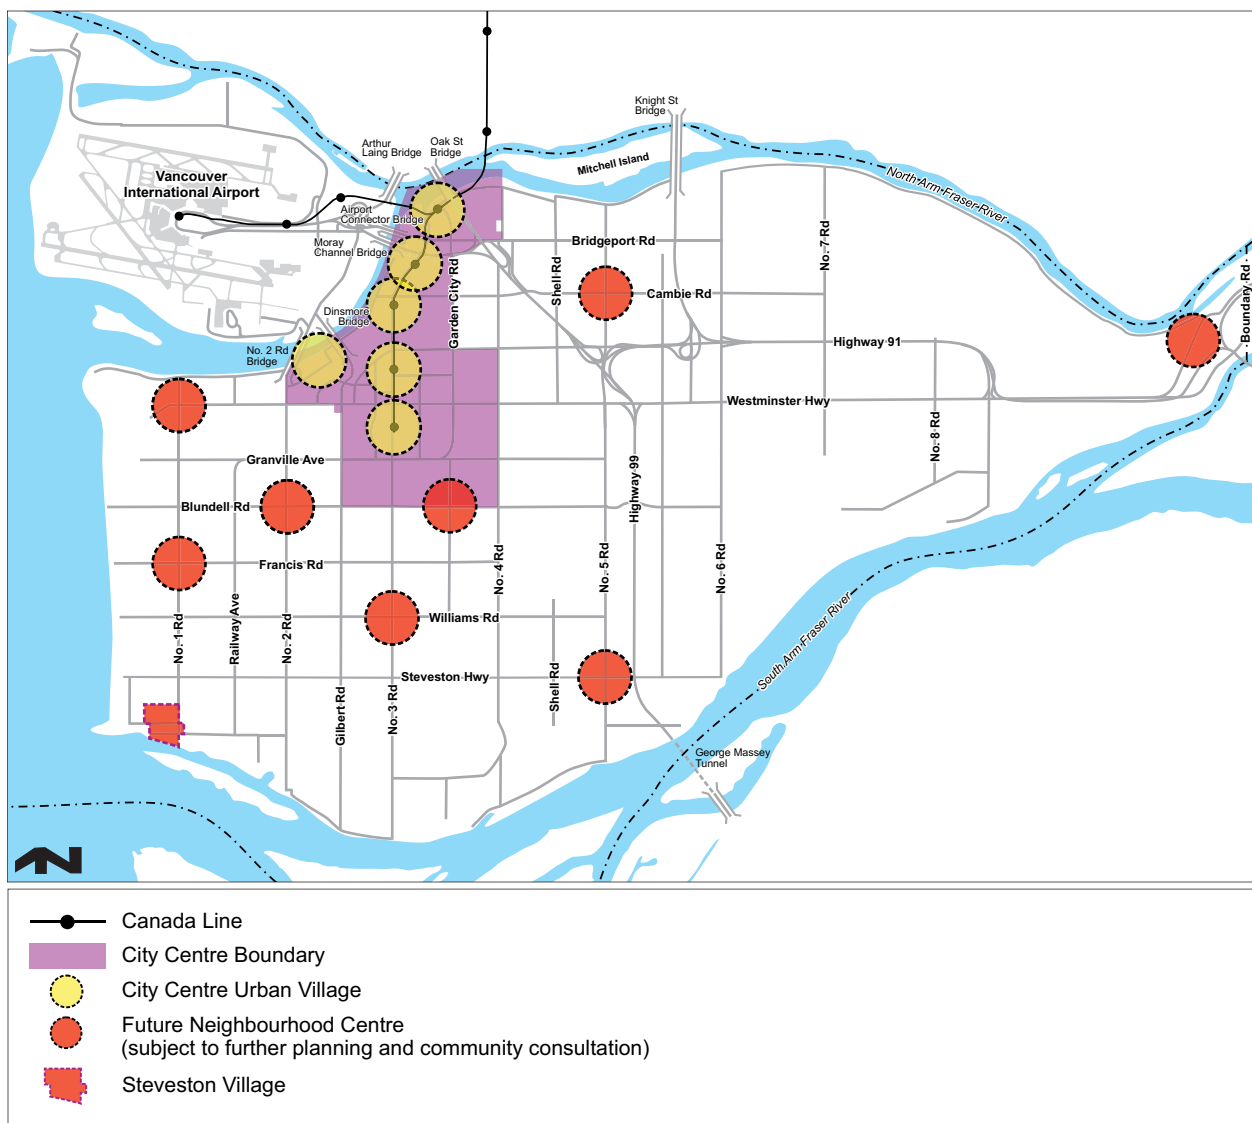 Knight St
Bridge
Arthur
Laing Bridge
Oak St
Bridge
Mitchell Island
Vancouver
International Airport
North Arm Fraser River
Airport
Connector Bridge
No. 7 Rd
Bridgeport Rd
Moray
Channel Bridge
Garden City Rd
Shell Rd
Cambie Rd
Boundary Rd
Dinsmore
Bridge
Highway 91
No. 2 Rd
Bridge
Westminster Hwy
No. 8 Rd
Granville Ave
Highway 99
Blundell Rd
Francis Rd
No. 4 Rd
No. 5 Rd
No. 6 Rd
Williams Rd
No. 1 Rd
Railway Ave
No. 2 Rd
South Arm Fraser River
Steveston Hwy
Shell Rd
Gilbert Rd
No. 3 Rd
George Massey
Tunnel
N
Canada Line
City Centre Boundary
City Centre Urban Village
Future Neighbourhood Centre
(subject to further planning and community consultation)
Steveston Village